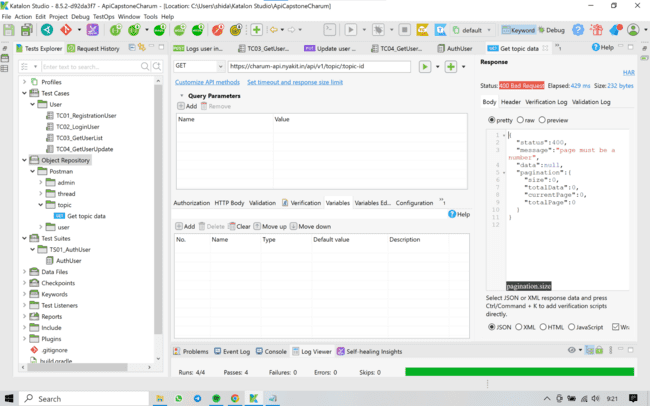 Katalon Studio - 8.5.2-d92da3f7 - ApiCapstoneCharum - [Location: C:\Users\shida\Katalon Studio\ApiCapstoneCharum]
File Action Edit Project Debug TestOps Window Tools Help
default
Keyword
Debug
Tests Explorer
Request History
Logs user in...
TC03_GetUser...
Update user ...
TC04_GetUser...
AuthUser
Get topic data
Help
Enter text to search...
Profiles
Test Cases
User
TC01_RegistrationUser
TC02_LoginUser
TC03_GetUserList
TC04_GetUserUpdate
Object Repository
Postman
admin
thread
topic
Get topic data
user
Test Suites
TS01_AuthUser
AuthUser
Data Files
Checkpoints
Keywords
Test Listeners
Reports
Include
Plugins
.gitignore
build.gradle
GET
https://charum-api.nyakit.in/api/v1/topic/topic-id
Customize API methods
Set timeout and response size limit
Query Parameters
Add
Remove
Name Value
Authorization HTTP Body Validation Verification Variables Variables Ed... Configuration
Help
Add Delete Clear Move up Move down
No. Name Type Default value Description
Response
HAR
Status: 400 Bad Request Elapsed: 429 ms Size: 232 bytes
Body Header Verification Log Validation Log
pretty raw preview
1 {
2 "status":400,
3 "message":"page must be a
number",
4 "data":null,
5 "pagination":{
6 "size":0,
7 "totalData":0,
8 "currentPage":0,
9 "totalPage":0
10 }
11 }
12
pagination.size
Select JSON or XML response data and press
Ctrl/Command + K to add verification scripts
directly.
JSON XML HTML JavaScript
Problems Event Log Console Log Viewer Self-healing Insights
Runs: 4/4 Passes: 4 Failures: 0 Errors: 0 Skips: 0
Search
9:21